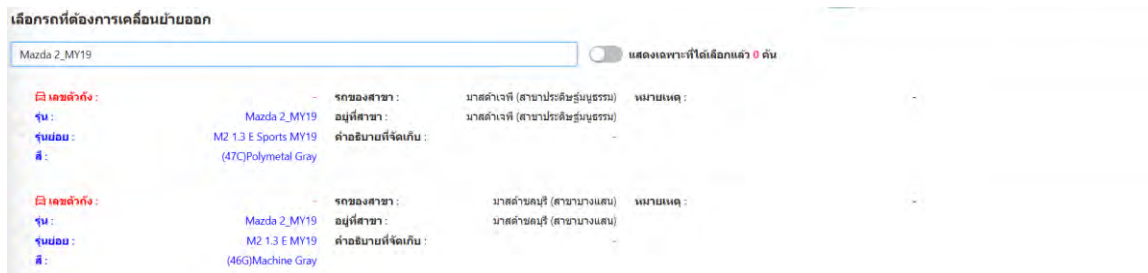 เลือกรถที่ต้องการเคลื่อนย้ายออก
Mazda 2_MY19 แสดงเฉพาะที่ได้เลือกแล้ว 0 คัน
เลขตัวถัง : - รถของสาขา : มาสด้าเจพี (สาขาประดิษฐ์มนูธรรม) หมายเหตุ : -
รุ่น : Mazda 2_MY19 อยู่ที่สาขา : มาสด้าเจพี (สาขาประดิษฐ์มนูธรรม)
รุ่นย่อย : M2 1.3 E Sports MY19 คำอธิบายที่จัดเก็บ : -
สี : (47C)Polymetal Gray
เลขตัวถัง : - รถของสาขา : มาสด้าชลบุรี (สาขาบางแสน) หมายเหตุ : -
รุ่น : Mazda 2_MY19 อยู่ที่สาขา : มาสด้าชลบุรี (สาขาบางแสน)
รุ่นย่อย : M2 1.3 E MY19 คำอธิบายที่จัดเก็บ : -
สี : (46G)Machine Gray